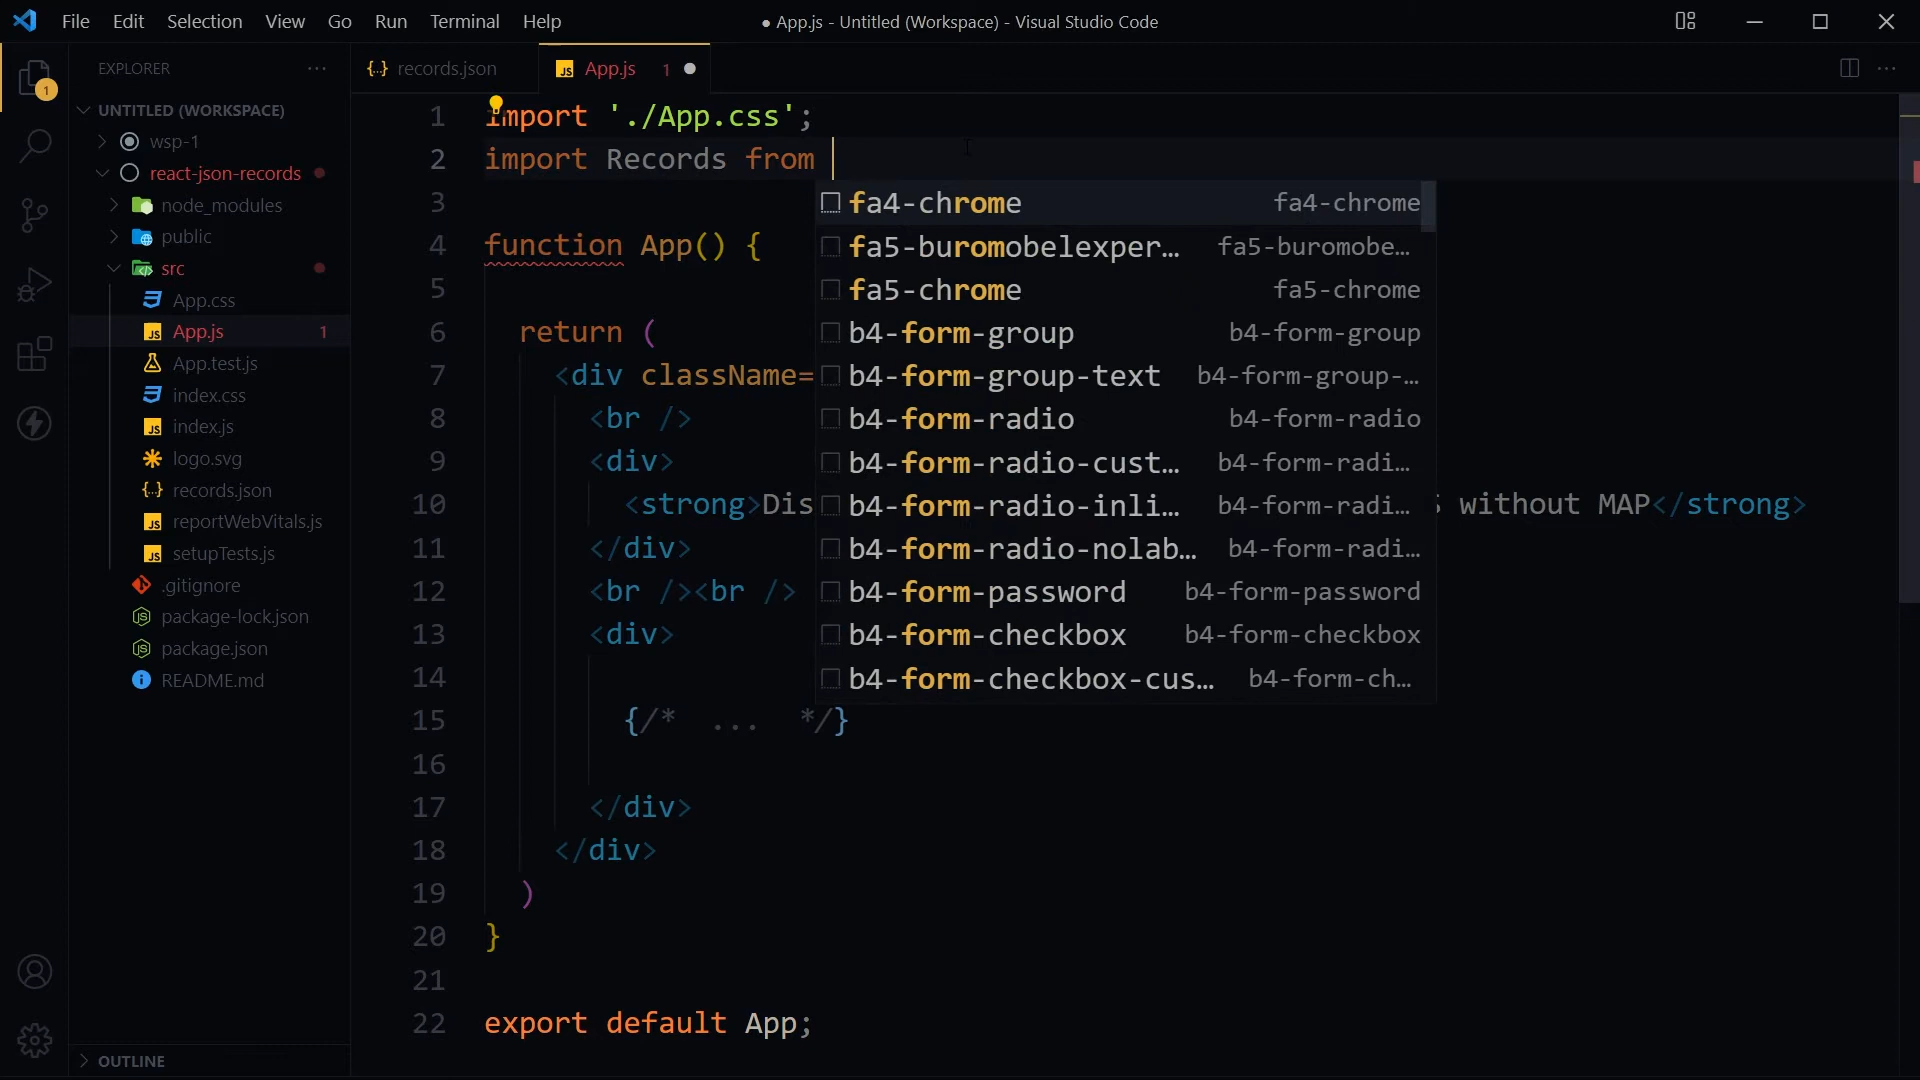 File Edit Selection View Go Run Terminal Help
● App.js - Untitled (Workspace) - Visual Studio Code
EXPLORER
1
UNTITLED (WORKSPACE)
wsp-1
react-json-records
node_modules
public
src
App.css
App.js 1
App.test.js
index.css
index.js
logo.svg
records.json
reportWebVitals.js
setupTests.js
.gitignore
package-lock.json
package.json
README.md
OUTLINE
records.json
App.js 1
1 import './App.css';
2 import Records from
3
4 function App() {
5
6 return (
7 <div className=
8 <br />
9 <div>
10 <strong>Dis without MAP</strong>
11 </div>
12 <br /><br />
13 <div>
14
15 {/* ... */}
16
17 </div>
18 </div>
19 )
20 }
21
22 export default App;
fa4-chrome fa4-chrome
fa5-buromobelexper… fa5-buromobe…
fa5-chrome fa5-chrome
b4-form-group b4-form-group
b4-form-group-text b4-form-group-…
b4-form-radio b4-form-radio
b4-form-radio-cust… b4-form-radi…
b4-form-radio-inli… b4-form-radi…
b4-form-radio-nolab… b4-form-radi…
b4-form-password b4-form-password
b4-form-checkbox b4-form-checkbox
b4-form-checkbox-cus… b4-form-ch…